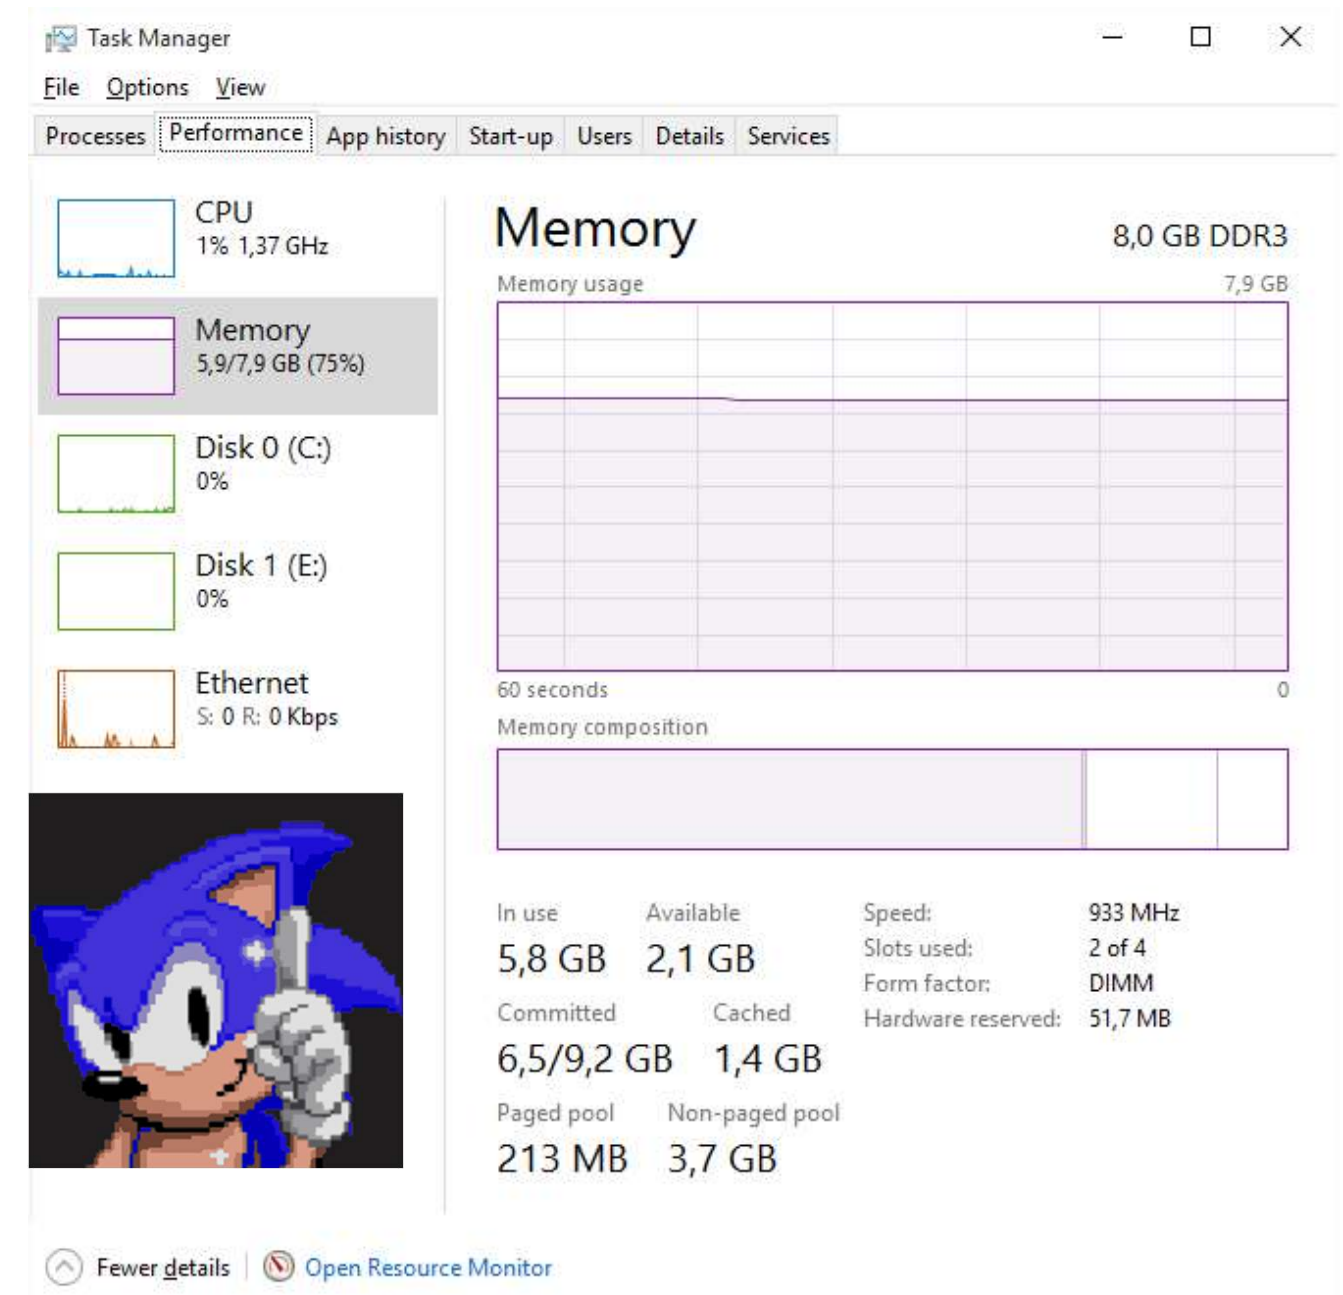 Task Manager
File Options View
Processes Performance App history Start-up Users Details Services
CPU
1% 1,37 GHz
Memory
5,9/7,9 GB (75%)
Disk 0 (C:)
0%
Disk 1 (E:)
0%
Ethernet
S: 0 R: 0 Kbps
Memory 8,0 GB DDR3
Memory usage 7,9 GB
60 seconds 0
Memory composition
In use Available
5,8 GB 2,1 GB
Committed Cached
6,5/9,2 GB 1,4 GB
Paged pool Non-paged pool
213 MB 3,7 GB
Speed: 933 MHz
Slots used: 2 of 4
Form factor: DIMM
Hardware reserved: 51,7 MB
Fewer details Open Resource Monitor